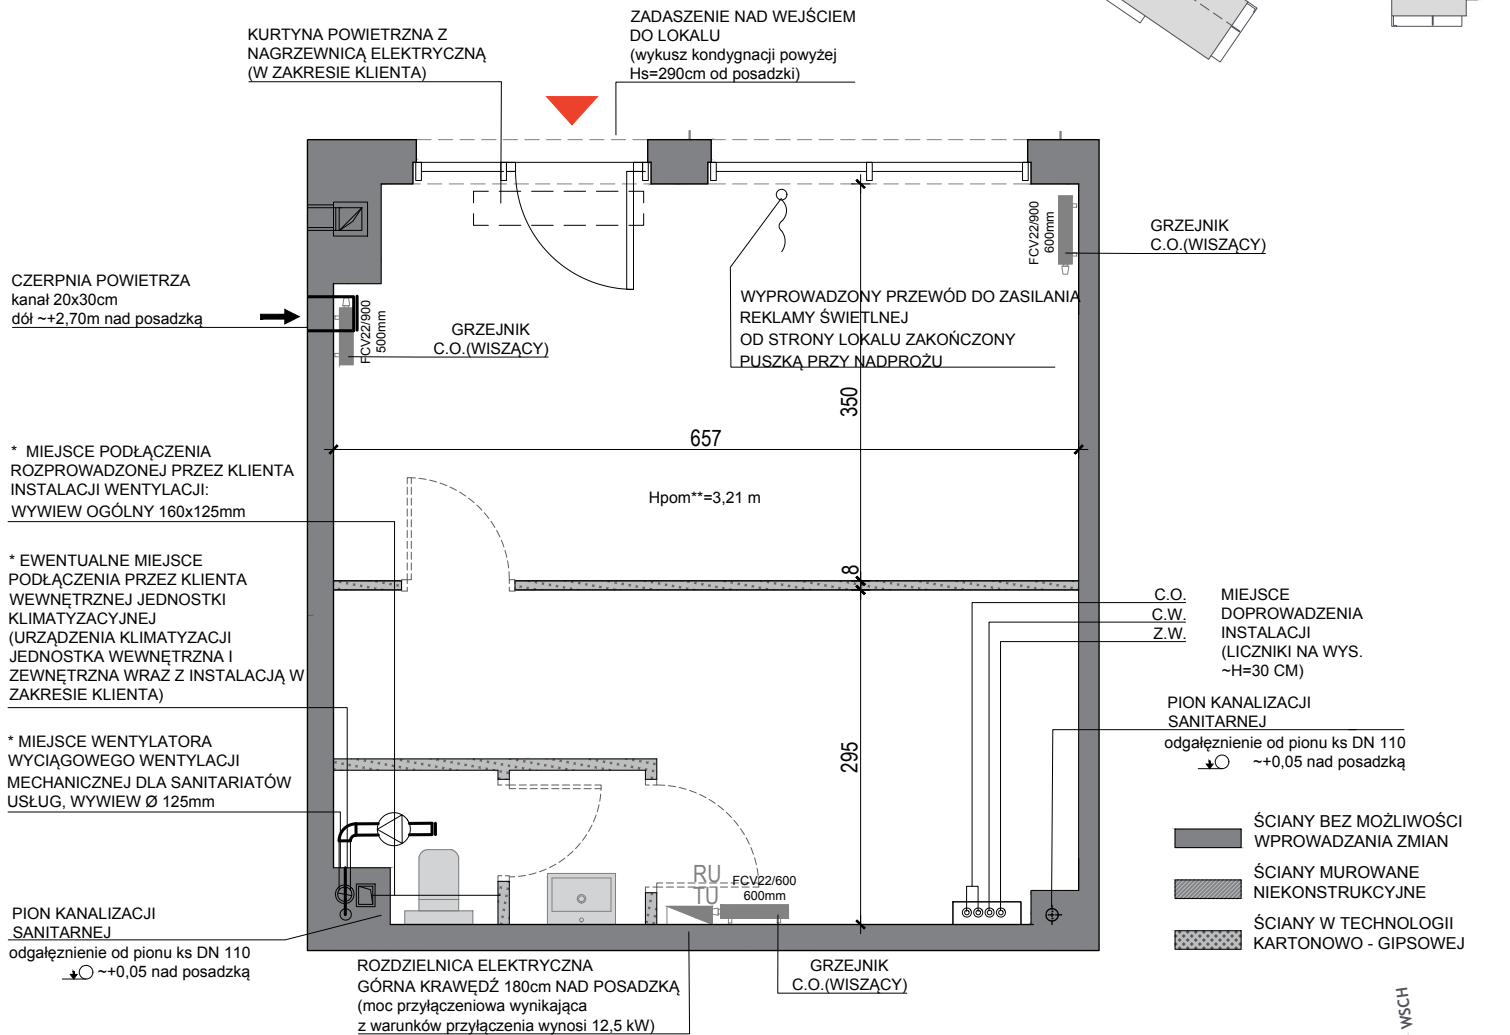 KURTYNA POWIETRZNA Z
NAGRZEWNICĄ ELEKTRYCZNĄ
(W ZAKRESIE KLIENTA)
ZADASZENIE NAD WEJŚCIEM
DO LOKALU
(wykusz kondygnacji powyżej
Hs=290cm od posadzki)
CZERPNIA POWIETRZA
kanał 20x30cm
dół ~+2,70m nad posadzką
FCV22/900
500mm
GRZEJNIK
C.O.(WISZĄCY)
WYPROWADZONY PRZEWÓD DO ZASILANIA
REKLAMY ŚWIETLNEJ
OD STRONY LOKALU ZAKOŃCZONY
PUSZKĄ PRZY NADPROŻU
FCV22/900
600mm
GRZEJNIK
C.O.(WISZĄCY)
350
657
Hpom**=3,21 m
8
295
* MIEJSCE PODŁĄCZENIA
ROZPROWADZONEJ PRZEZ KLIENTA
INSTALACJI WENTYLACJI:
WYWIEW OGÓLNY 160x125mm
* EWENTUALNE MIEJSCE
PODŁĄCZENIA PRZEZ KLIENTA
WEWNĘTRZNEJ JEDNOSTKI
KLIMATYZACYJNEJ
(URZĄDZENIA KLIMATYZACJI
JEDNOSTKA WEWNĘTRZNA I
ZEWNĘTRZNA WRAZ Z INSTALACJĄ W
ZAKRESIE KLIENTA)
* MIEJSCE WENTYLATORA
WYCIĄGOWEGO WENTYLACJI
MECHANICZNEJ DLA SANITARIATÓW
USŁUG, WYWIEW Ø 125mm
PION KANALIZACJI
SANITARNEJ
odgałęznienie od pionu ks DN 110
~+0,05 nad posadzką
RU
TU
FCV22/600
600mm
ROZDZIELNICA ELEKTRYCZNA
GÓRNA KRAWĘDŹ 180cm NAD POSADZKĄ
(moc przyłączeniowa wynikająca
z warunków przyłączenia wynosi 12,5 kW)
GRZEJNIK
C.O.(WISZĄCY)
C.O.
C.W.
Z.W.
MIEJSCE
DOPROWADZENIA
INSTALACJI
(LICZNIKI NA WYS.
~H=30 CM)
PION KANALIZACJI
SANITARNEJ
odgałęznienie od pionu ks DN 110
~+0,05 nad posadzką
ŚCIANY BEZ MOŻLIWOŚCI
WPROWADZANIA ZMIAN
ŚCIANY MUROWANE
NIEKONSTRUKCYJNE
ŚCIANY W TECHNOLOGII
KARTONOWO - GIPSOWEJ
WSCH